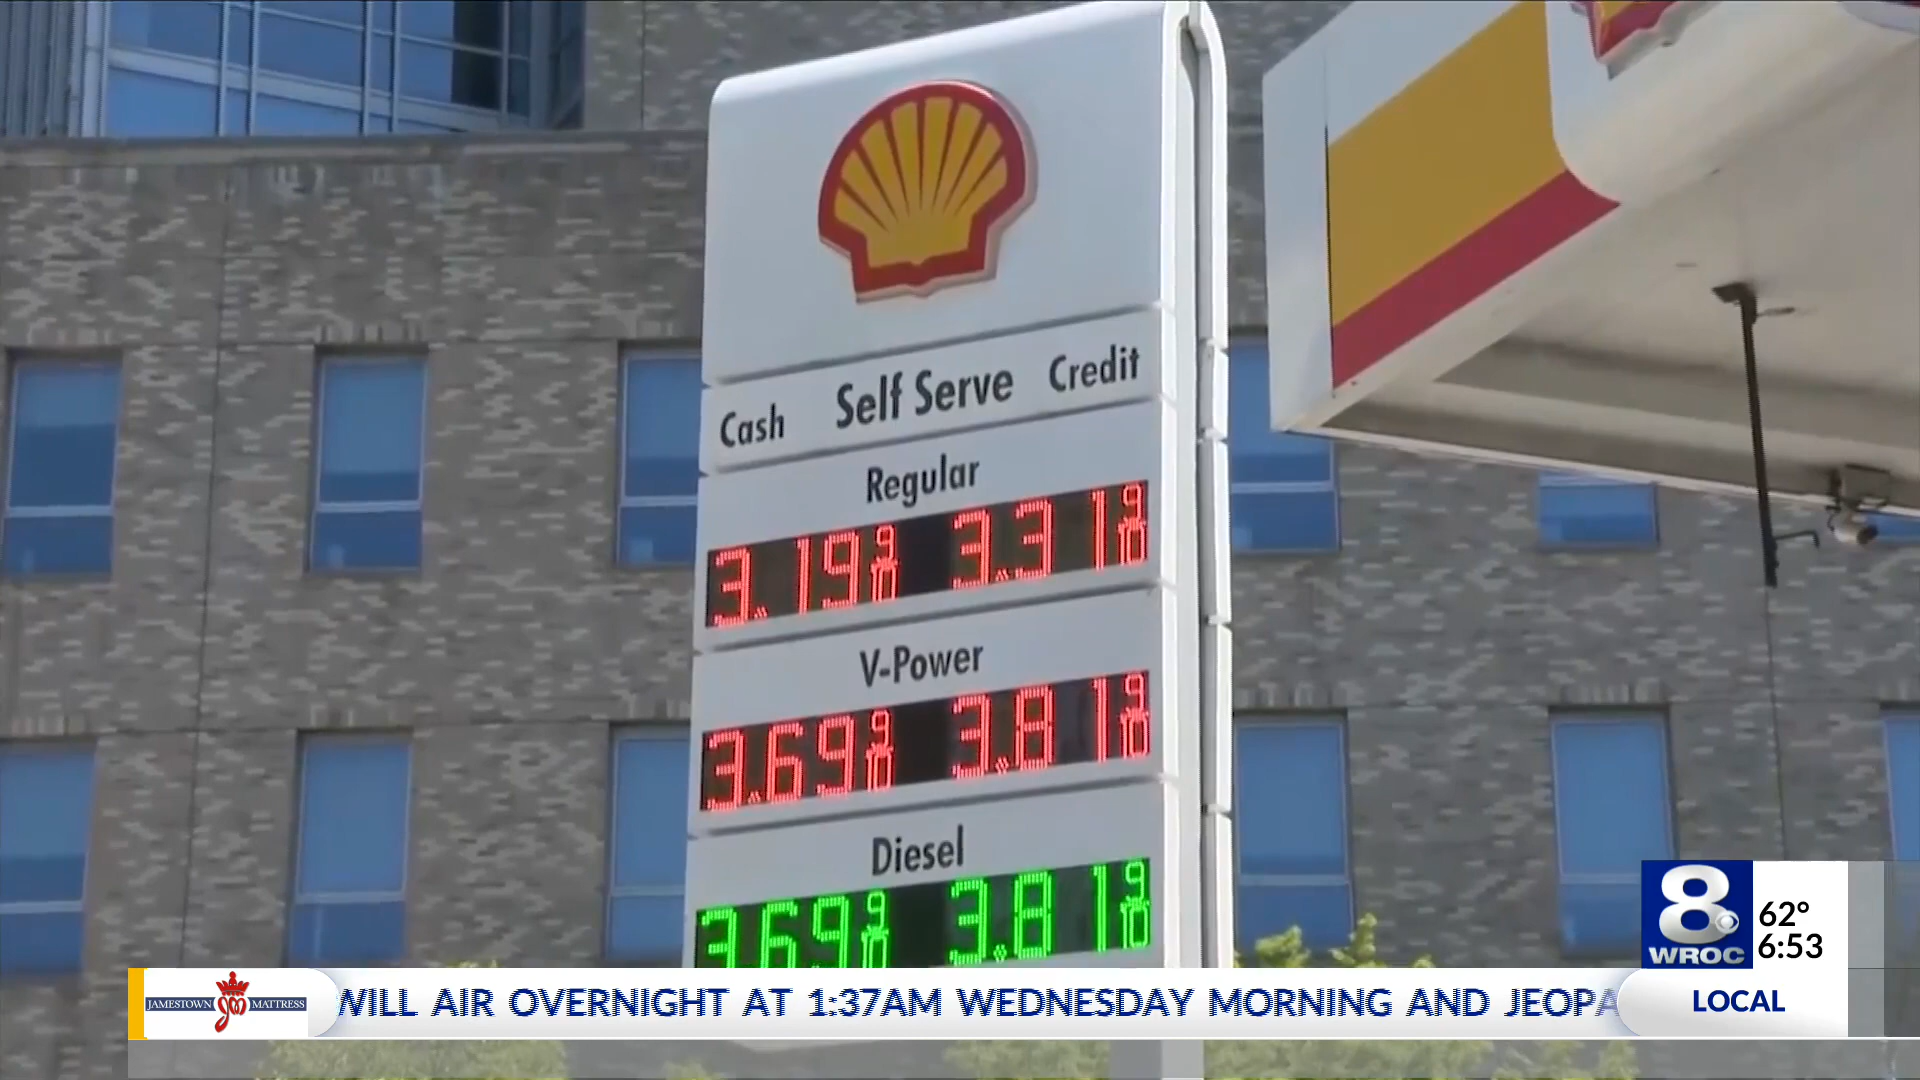 Cash Self Serve Credit
Regular
3.19 9/10 3.31 9/10
V-Power
3.69 9/10 3.81 9/10
Diesel
3.69 9/10 3.81 9/10
8
WROC
62°
6:53
JAMESTOWN JM MATTRESS
WILL AIR OVERNIGHT AT 1:37AM WEDNESDAY MORNING AND JEOPA
LOCAL